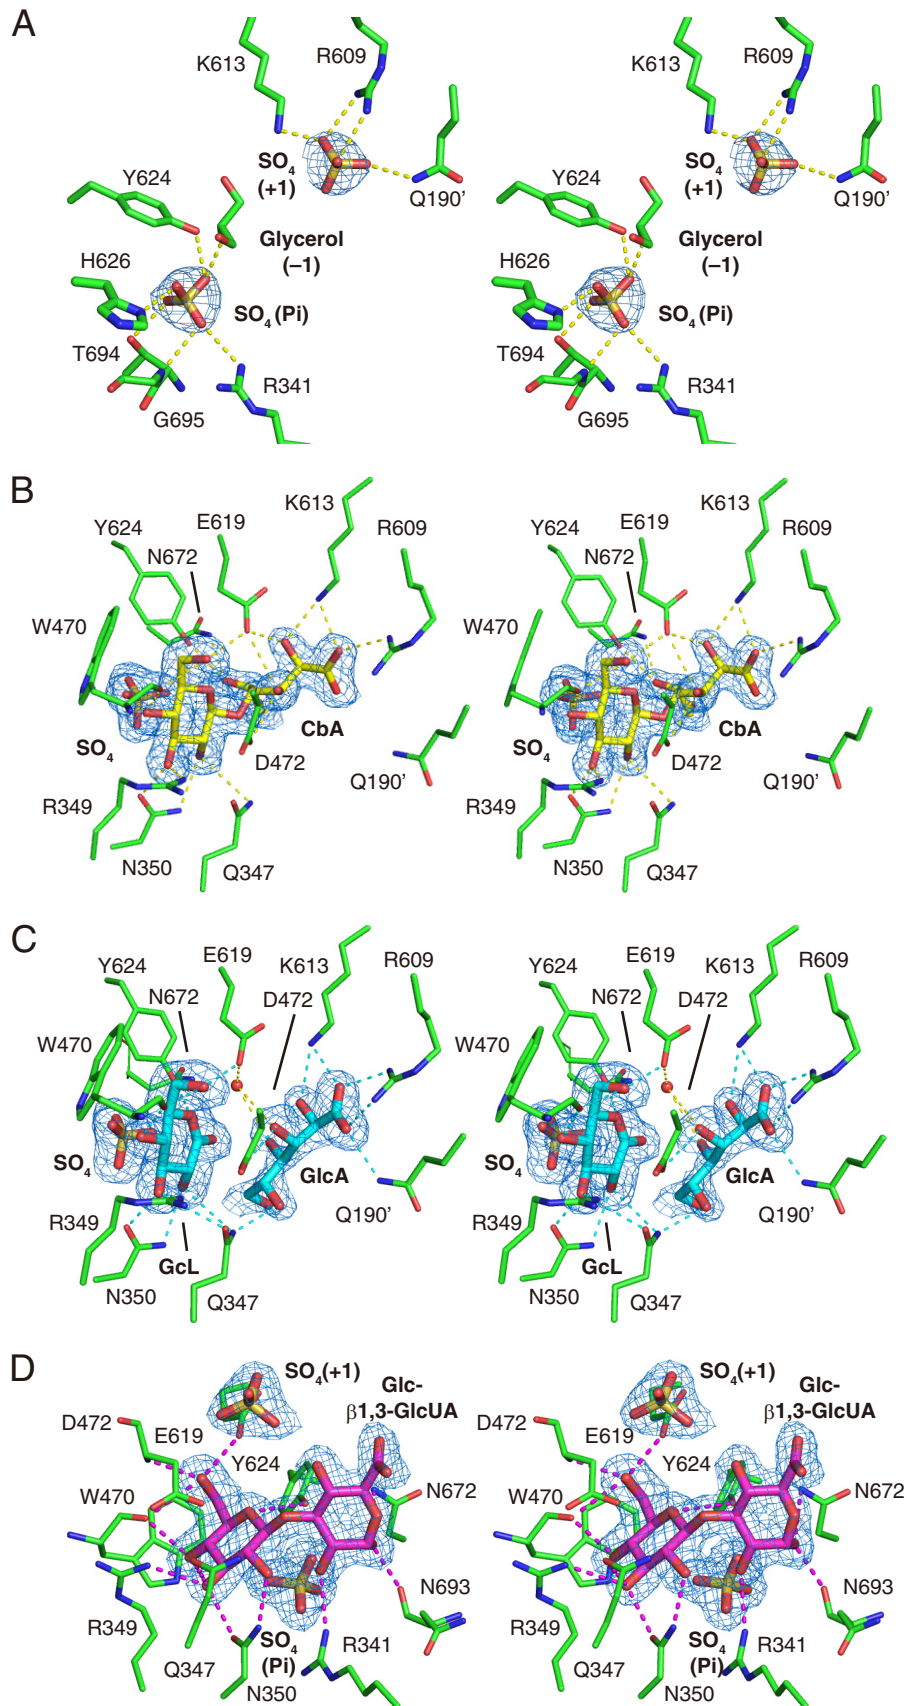 A
K613
R609
K613
R609
SO4
(+1)
SO4
(+1)
Y624
Q190'
Y624
Q190'
Glycerol
(–1)
Glycerol
(–1)
H626
H626
SO4 (Pi)
SO4 (Pi)
T694
R341
T694
R341
G695
G695
B
K613
K613
Y624
E619
R609
Y624
E619
R609
N672
N672
W470
W470
SO4
CbA
SO4
CbA
D472
D472
Q190'
Q190'
R349
R349
N350
Q347
N350
Q347
C
E619
K613
R609
E619
K613
R609
Y624
N672
D472
Y624
N672
D472
W470
W470
SO4
GlcA
SO4
GlcA
R349
Q190'
R349
Q190'
GcL
GcL
N350
Q347
N350
Q347
D
SO4(+1)
Glc-
β1,3-GlcUA
SO4(+1)
Glc-
β1,3-GlcUA
D472
E619
Y624
D472
E619
Y624
W470
N672
W470
N672
R349
N693
R349
N693
Q347
SO4
(Pi)
R341
Q347
SO4
(Pi)
R341
N350
N350